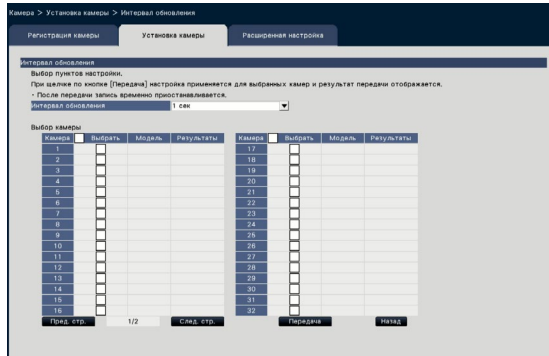 Камера > Установка камеры > Интервал обновления
Регистрация камеры Установка камеры Расширенная настройка
Интервал обновления
Выбор пунктов настройки.
При щелчке по кнопке [Передача] настройка применяется для выбранных камер и результат передачи отображается.
· После передачи запись временно приостанавливается.
Интервал обновления 1 сек
Выбор камеры
Камера Выбрать Модель Результаты Камера Выбрать Модель Результаты
1 17
2 18
3 19
4 20
5 21
6 22
7 23
8 24
9 25
10 26
11 27
12 28
13 29
14 30
15 31
16 32
Пред. стр. 1/2 След. стр. Передача Назад